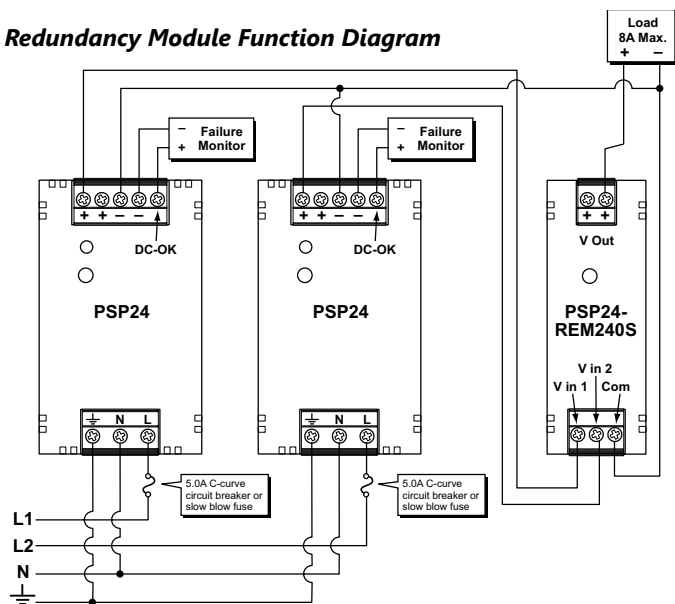 Redundancy Module Function Diagram
Load
8A Max.
+ −
− Failure
+ Monitor
− Failure
+ Monitor
+ + − −
DC-OK
PSP24
+ + − −
DC-OK
PSP24
+ +
V Out
PSP24-
REM240S
V in 2
V in 1 Com
N L
N L
5.0A C-curve
circuit breaker or
slow blow fuse
5.0A C-curve
circuit breaker or
slow blow fuse
L1
L2
N